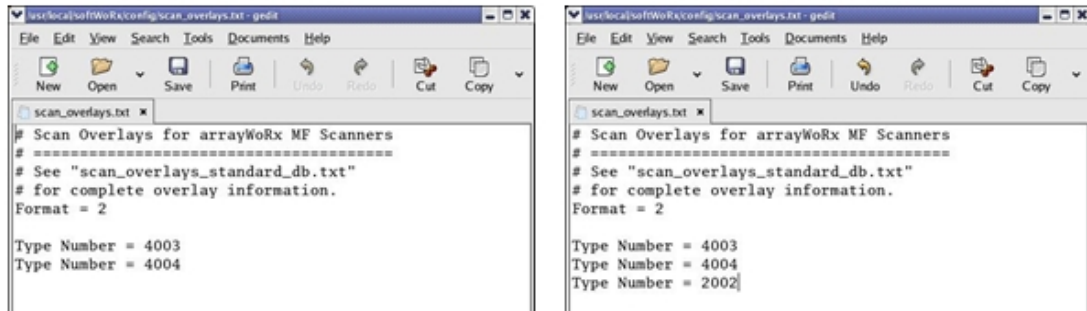 /usr/local/softWoRx/config/scan_overlays.txt - gedit
File Edit View Search Tools Documents Help
New Open Save Print Undo Redo Cut Copy
scan_overlays.txt
# Scan Overlays for arrayWoRx MF Scanners
# =======================================
# See "scan_overlays_standard_db.txt"
# for complete overlay information.
Format = 2
Type Number = 4003
Type Number = 4004
/usr/local/softWoRx/config/scan_overlays.txt - gedit
File Edit View Search Tools Documents Help
New Open Save Print Undo Redo Cut Copy
scan_overlays.txt
# Scan Overlays for arrayWoRx MF Scanners
# =======================================
# See "scan_overlays_standard_db.txt"
# for complete overlay information.
Format = 2
Type Number = 4003
Type Number = 4004
Type Number = 2002